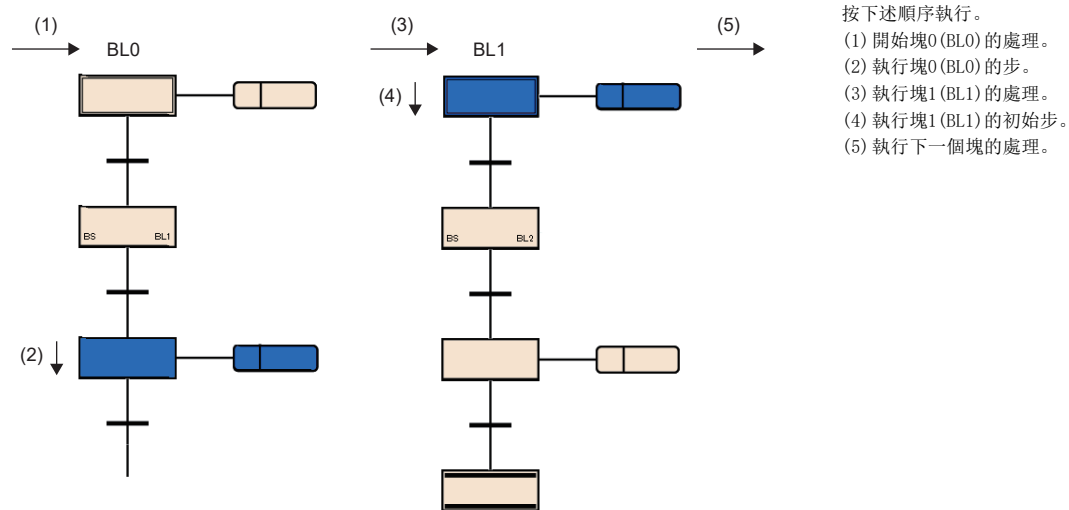 (1)
BL0
BS BL1
(2)
(3)
BL1
(4)
BS BL2
(5)
按下述順序執行。
(1)開始塊0(BL0)的處理。
(2)執行塊0(BL0)的步。
(3)執行塊1(BL1)的處理。
(4)執行塊1(BL1)的初始步。
(5)執行下一個塊的處理。